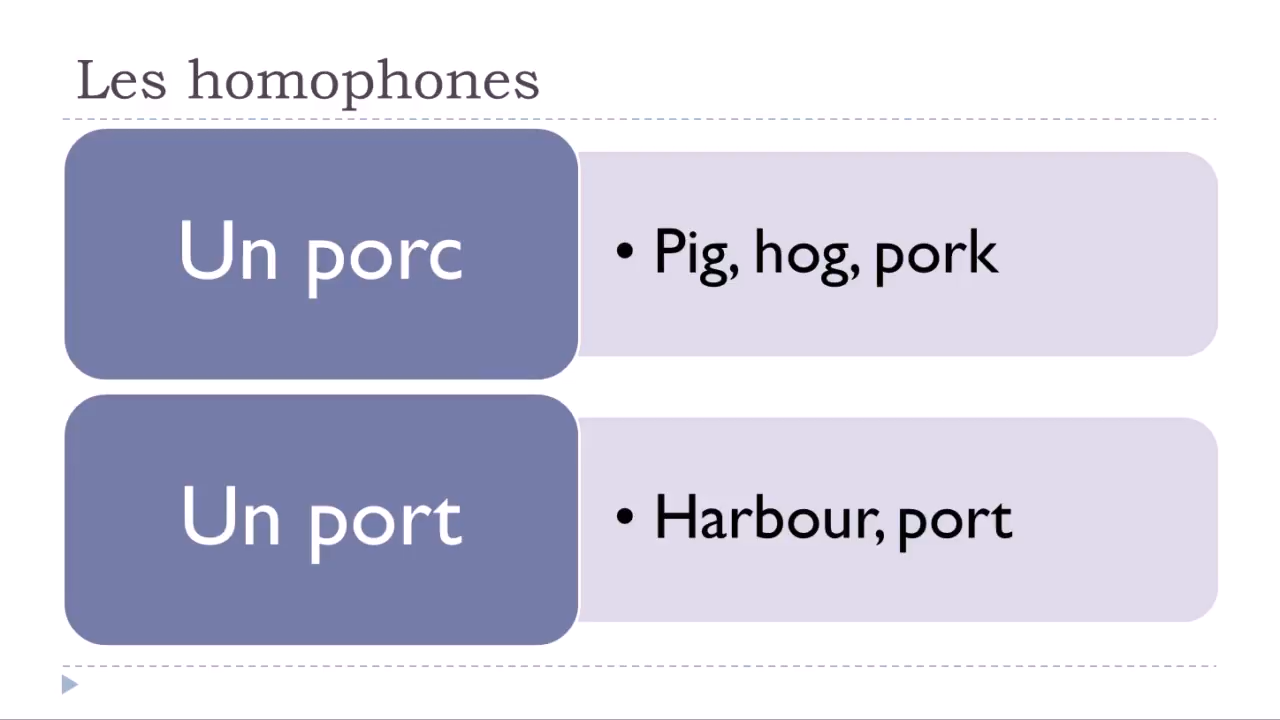 Les homophones
Un porc
• Pig, hog, pork
Un port
• Harbour, port